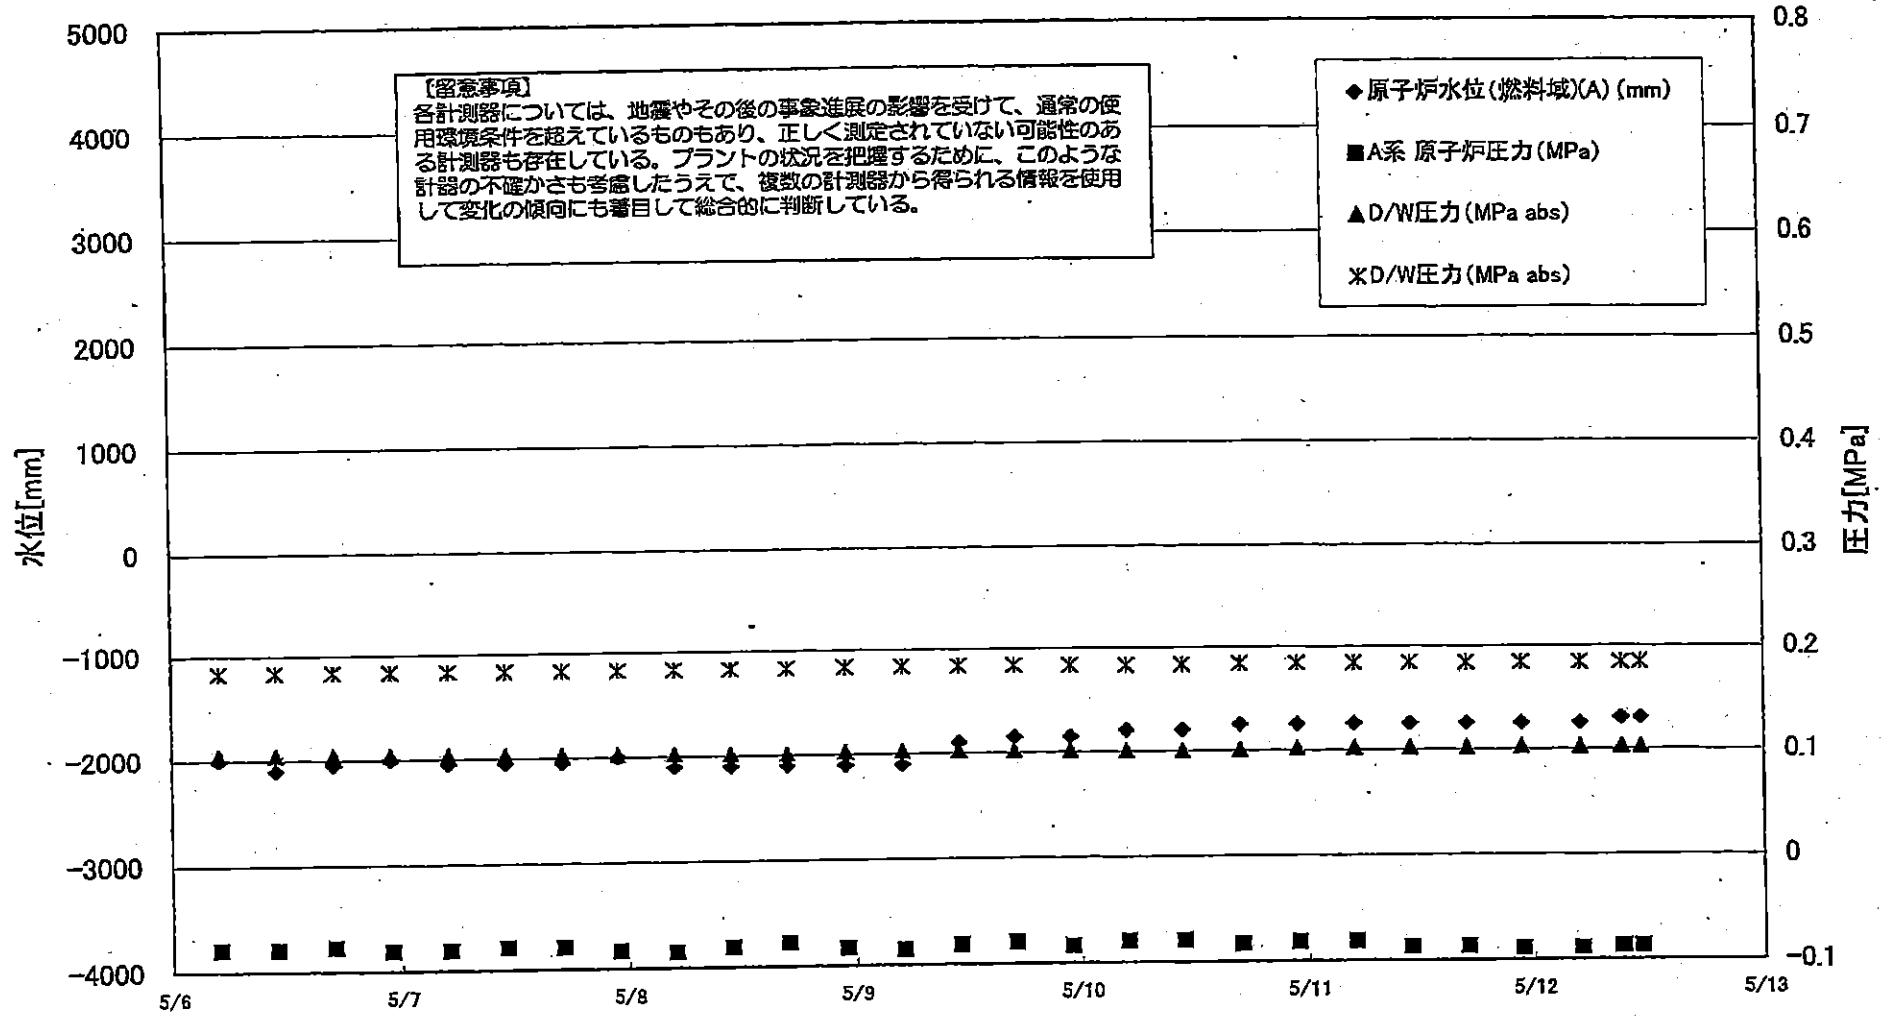 【留意事項】
各計測器については、地震やその後の事象進展の影響を受けて、通常の使
用環境条件を超えているものもあり、正しく測定されていない可能性のあ
る計測器も存在している。プラントの状況を把握するために、このような
計器の不確かさも考慮したうえで、複数の計測器から得られる情報を使用
して変化の傾向にも着目して総合的に判断している。
◆原子炉水位(燃料域)(A) (mm)
■A系 原子炉圧力(MPa)
▲D/W圧力(MPa abs)
D/W圧力(MPa abs)
水位[mm]
5000
4000
3000
2000
1000
0
-1000
-2000
-3000
-4000
圧力[MPa]
0.8
0.7
0.6
0.5
0.4
0.3
0.2
0.1
0
-0.1
5/6
5/7
5/8
5/9
5/10
5/11
5/12
5/13